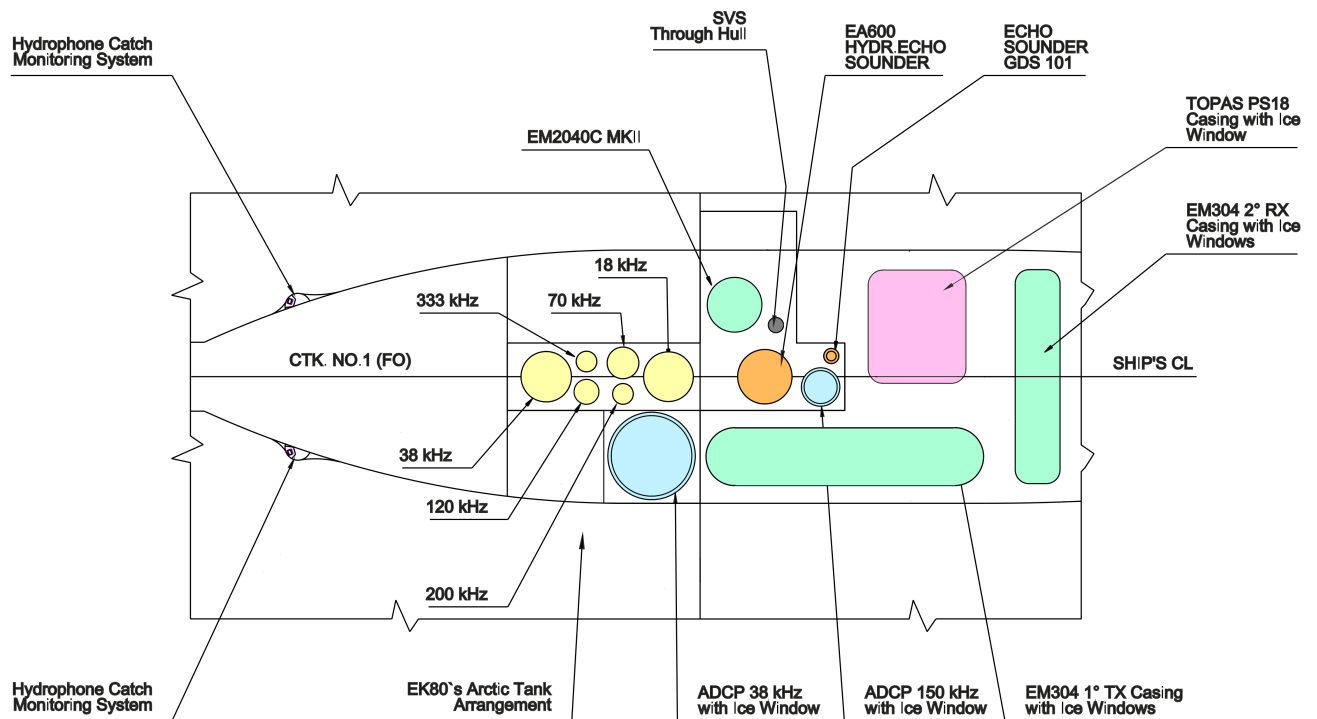 SVS
Through Hull
EA600
HYDR.ECHO
SOUNDER
ECHO
SOUNDER
GDS 101
Hydrophone Catch
Monitoring System
TOPAS PS18
Casing with Ice
Window
EM2040C MKII
EM304 2° RX
Casing with Ice
Windows
18 kHz
333 kHz
70 kHz
CTK. NO.1 (FO)
SHIP'S CL
38 kHz
120 kHz
200 kHz
Hydrophone Catch
Monitoring System
EK80`s Arctic Tank
Arrangement
ADCP 38 kHz
with Ice Window
ADCP 150 kHz
with Ice Window
EM304 1° TX Casing
with Ice Windows